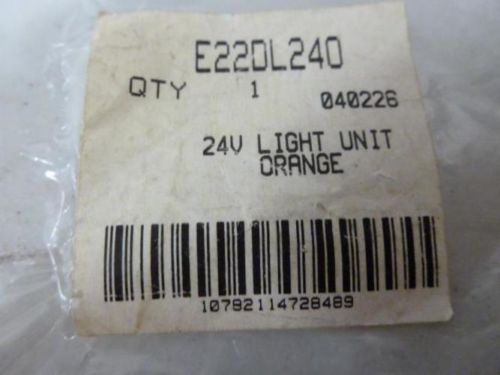 E22DL240
QTY 1 040226
24V LIGHT UNIT
ORANGE
10782114728489